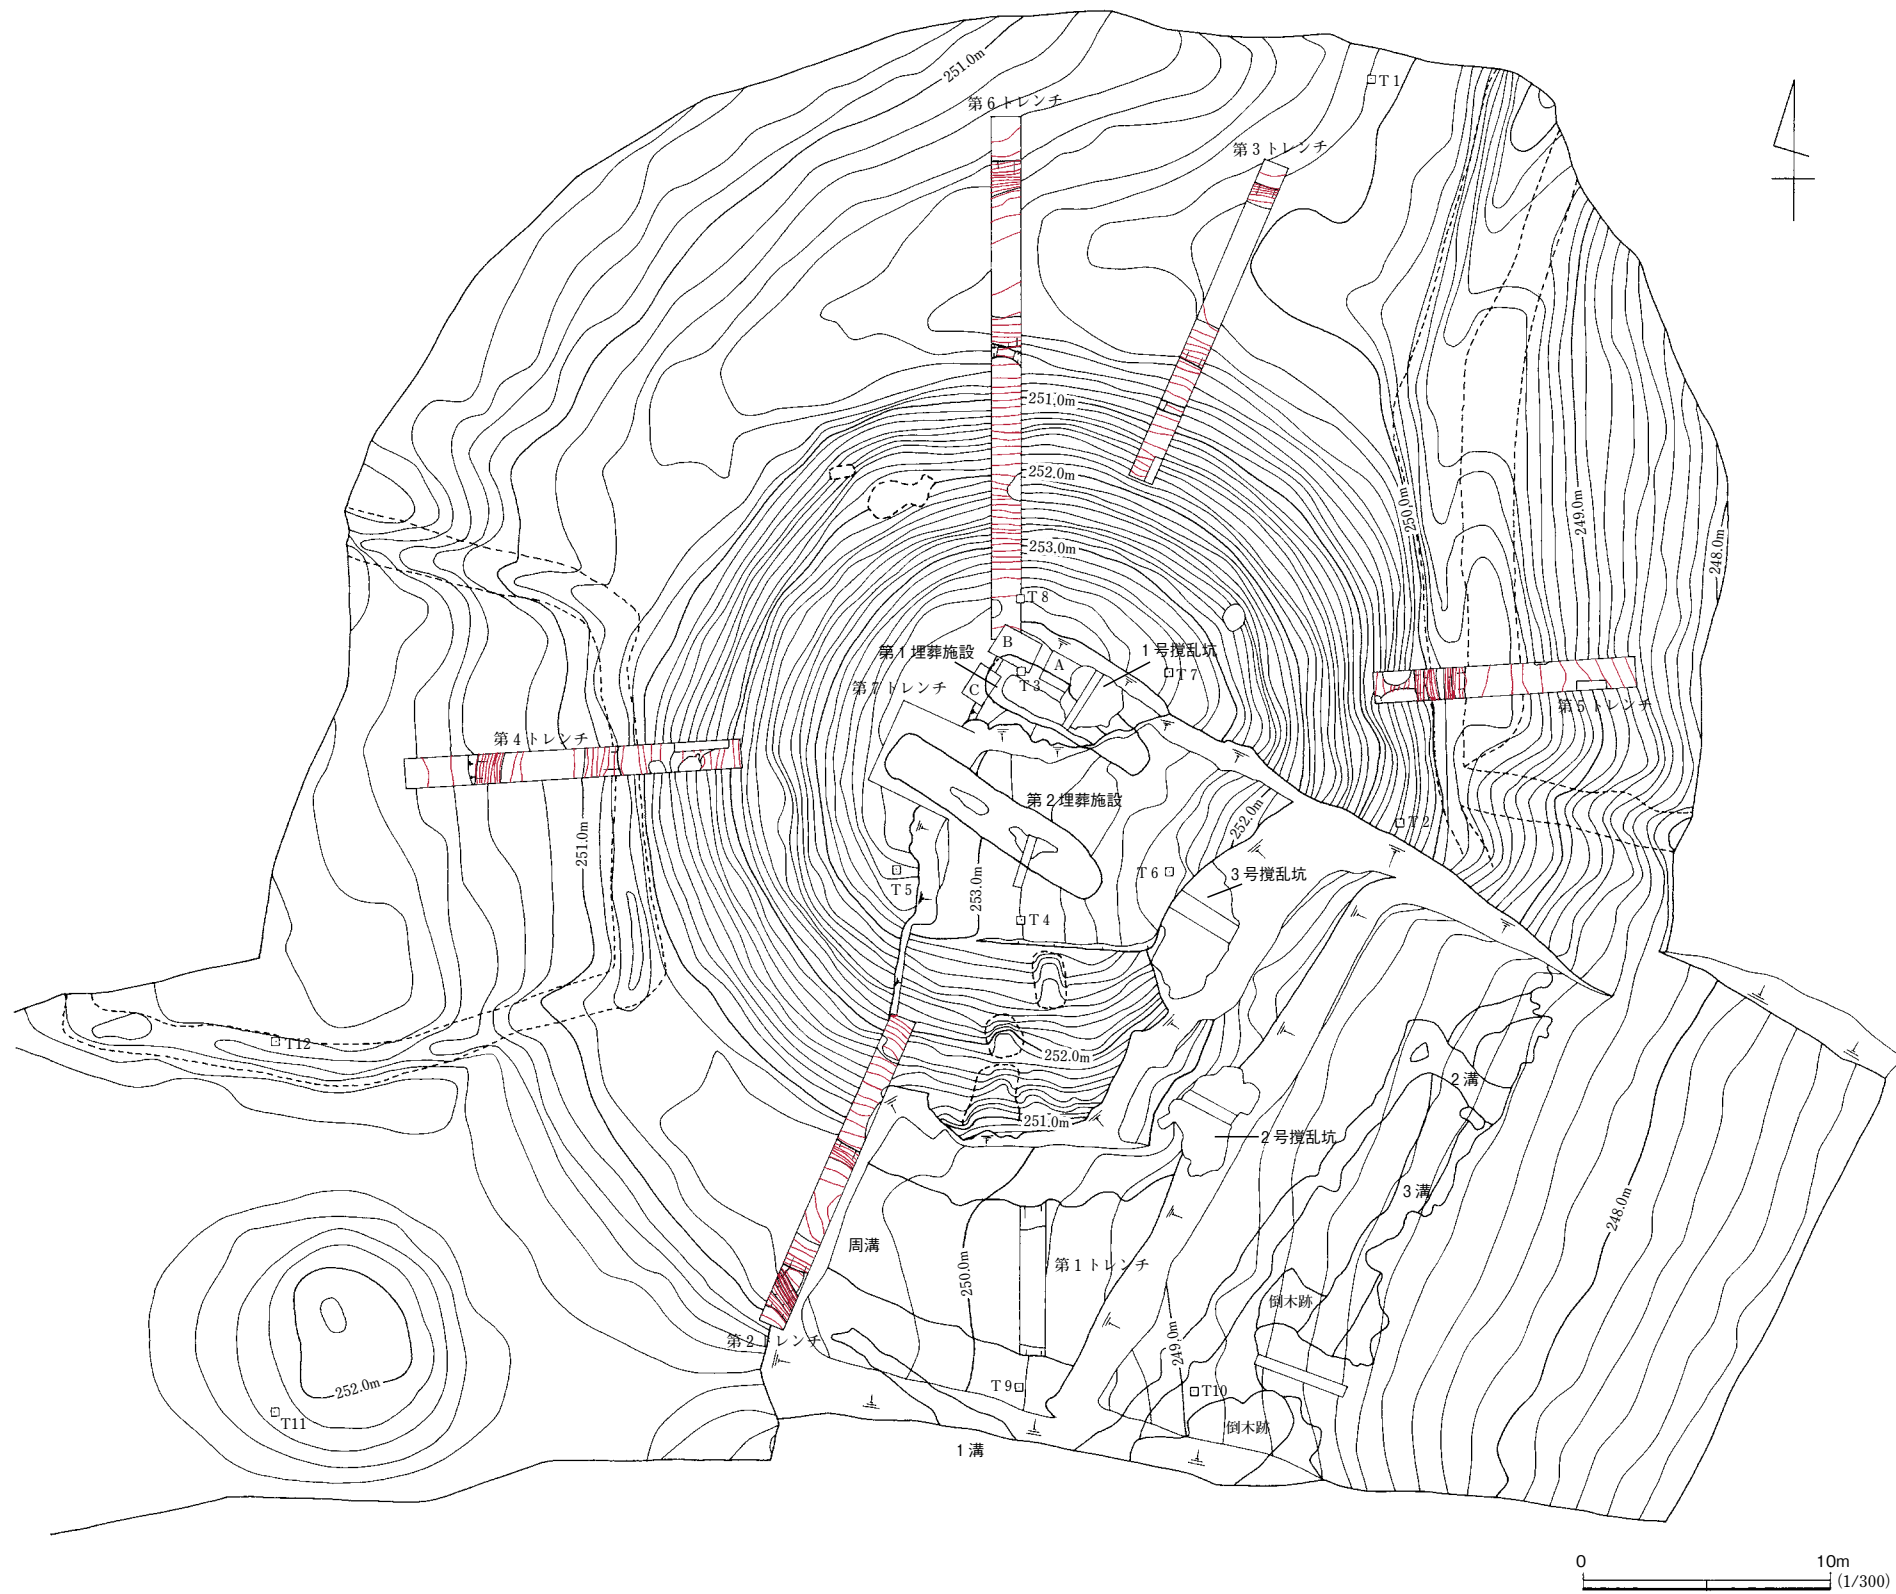 251.0m
第6トレンチ
T1
第3トレンチ
251.0m
252.0m
250.0m
249.0m
248.0m
253.0m
T8
B
第1埋葬施設
A
1号撹乱坑
T3
T7
第7トレンチ
C
第5トレンチ
第4トレンチ
第2埋葬施設
252.0m
T2
251.0m
T6
3号撹乱坑
T5
253.0m
T4
T12
252.0m
2溝
251.0m
2号撹乱坑
3溝
248.0m
周溝
250.0m
第1トレンチ
倒木跡
第2トレンチ
249.0m
252.0m
T9
T10
T11
倒木跡
1溝
0
10m
(1/300)